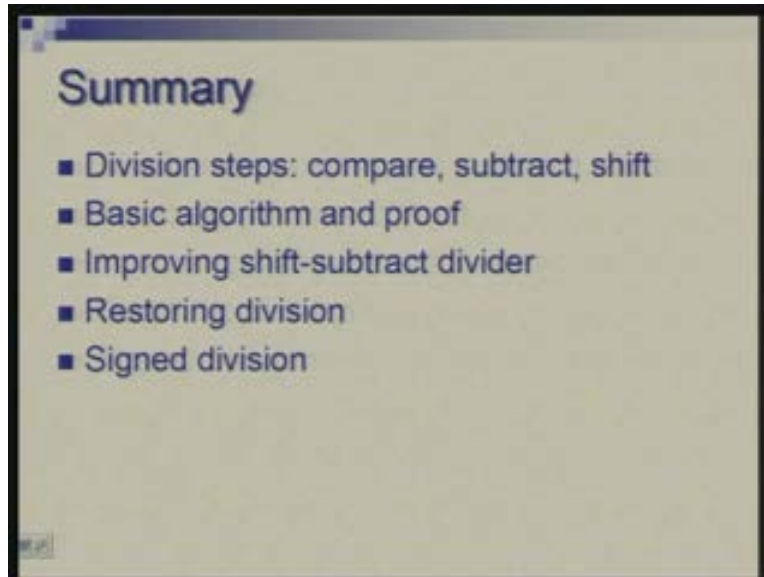 Summary
Division steps: compare, subtract, shift
Basic algorithm and proof
Improving shift-subtract divider
Restoring division
Signed division